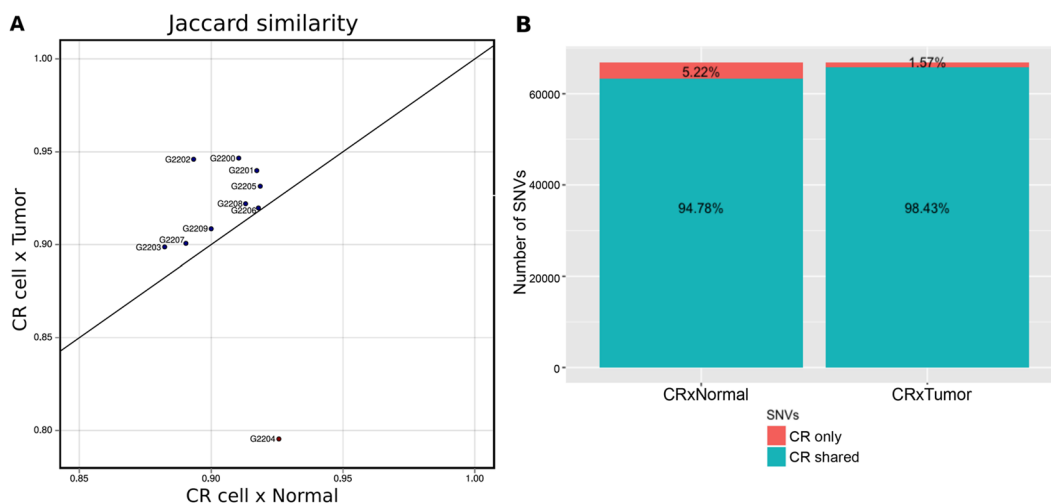 A
Jaccard similarity
CR cell x Tumor
1.00
0.95
0.90
0.85
0.80
G2202
G2200
G2201
G2205
G2208
G2206
G2209
G2207
G2203
G2204
0.85
0.90
0.95
1.00
CR cell x Normal
B
Number of SNVs
60000
40000
20000
0
5.22%
1.57%
94.78%
98.43%
CRxNormal
CRxTumor
SNVs
CR only
CR shared